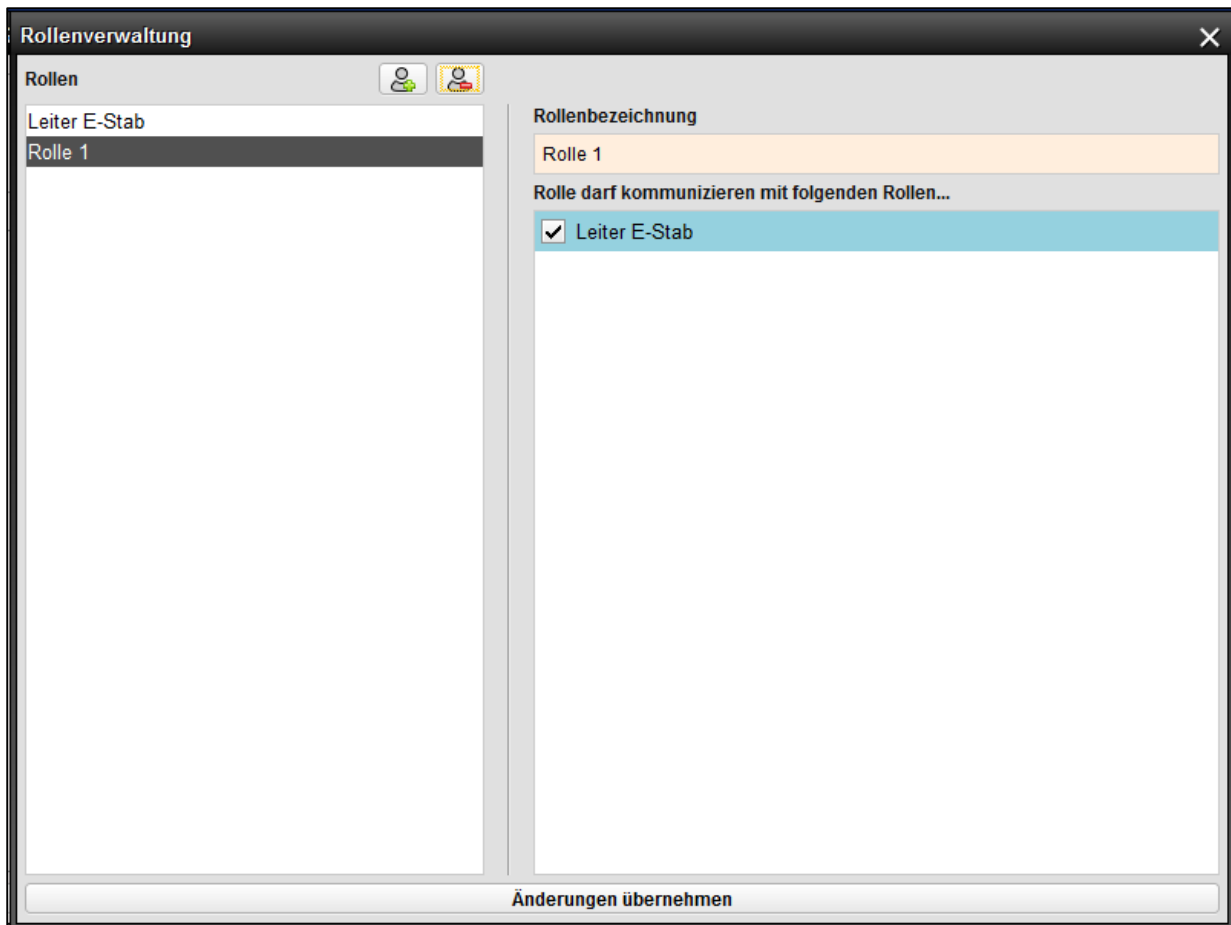 Rollenverwaltung
Rollen
Leiter E-Stab
Rolle 1
Rollenbezeichnung
Rolle 1
Rolle darf kommunizieren mit folgenden Rollen...
Leiter E-Stab
Änderungen übernehmen